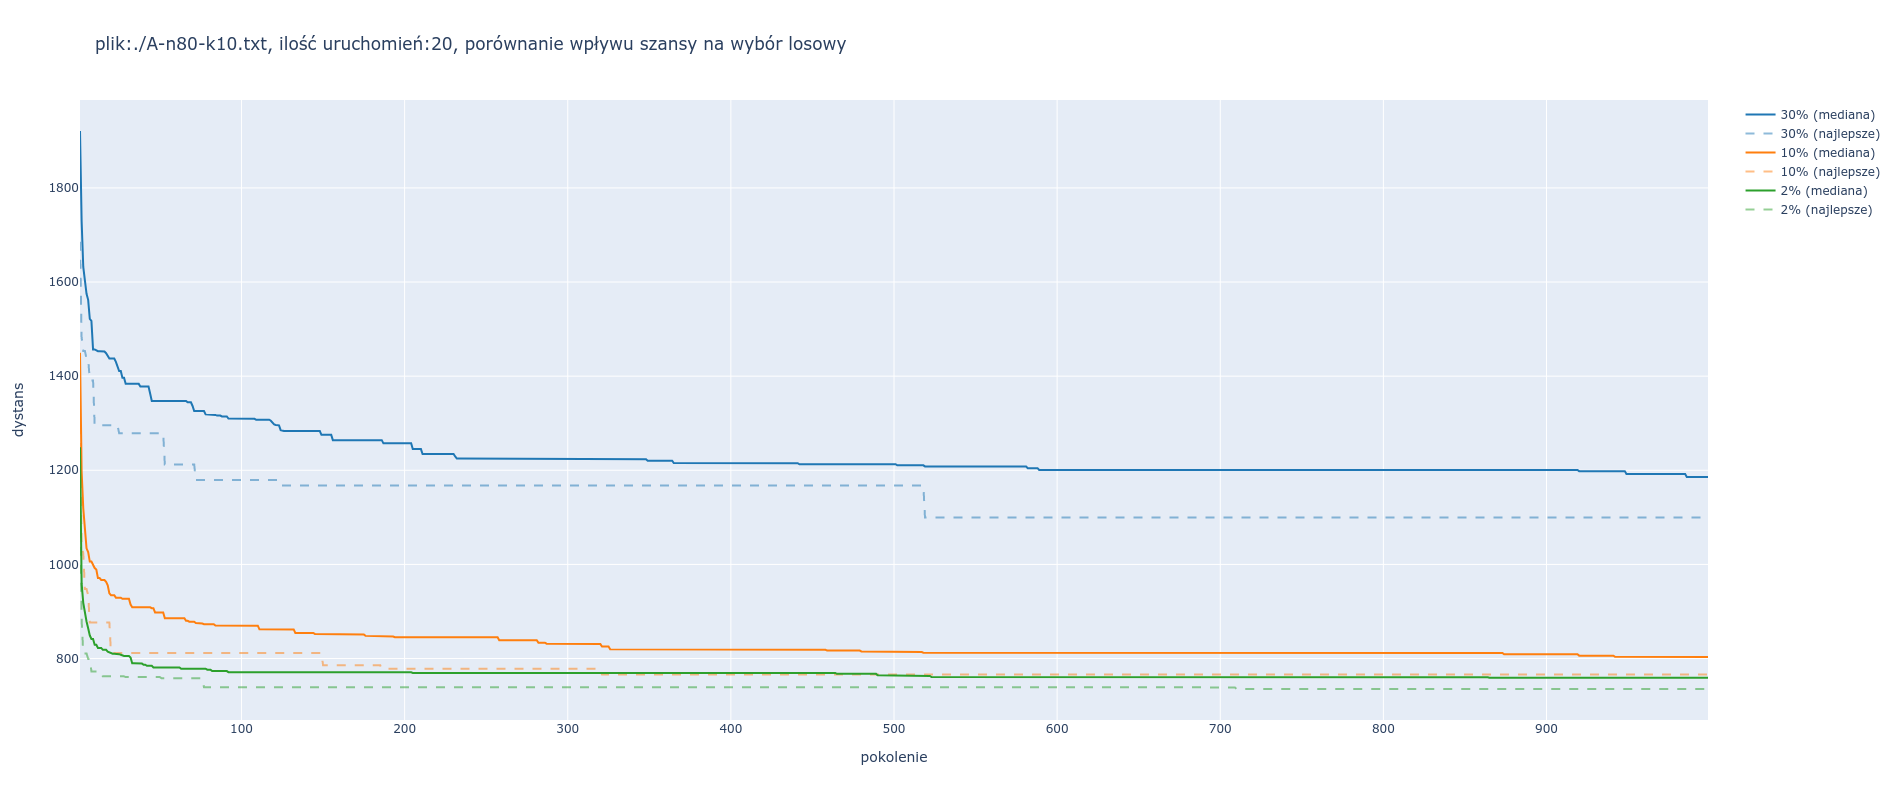 plik:./A-n80-k10.txt, ilość uruchomień:20, porównanie wpływu szansy na wybór losowy
30% (mediana)
30% (najlepsze)
10% (mediana)
10% (najlepsze)
2% (mediana)
2% (najlepsze)
dystans
1800
1600
1400
1200
1000
800
100 200 300 400 500 600 700 800 900
pokolenie